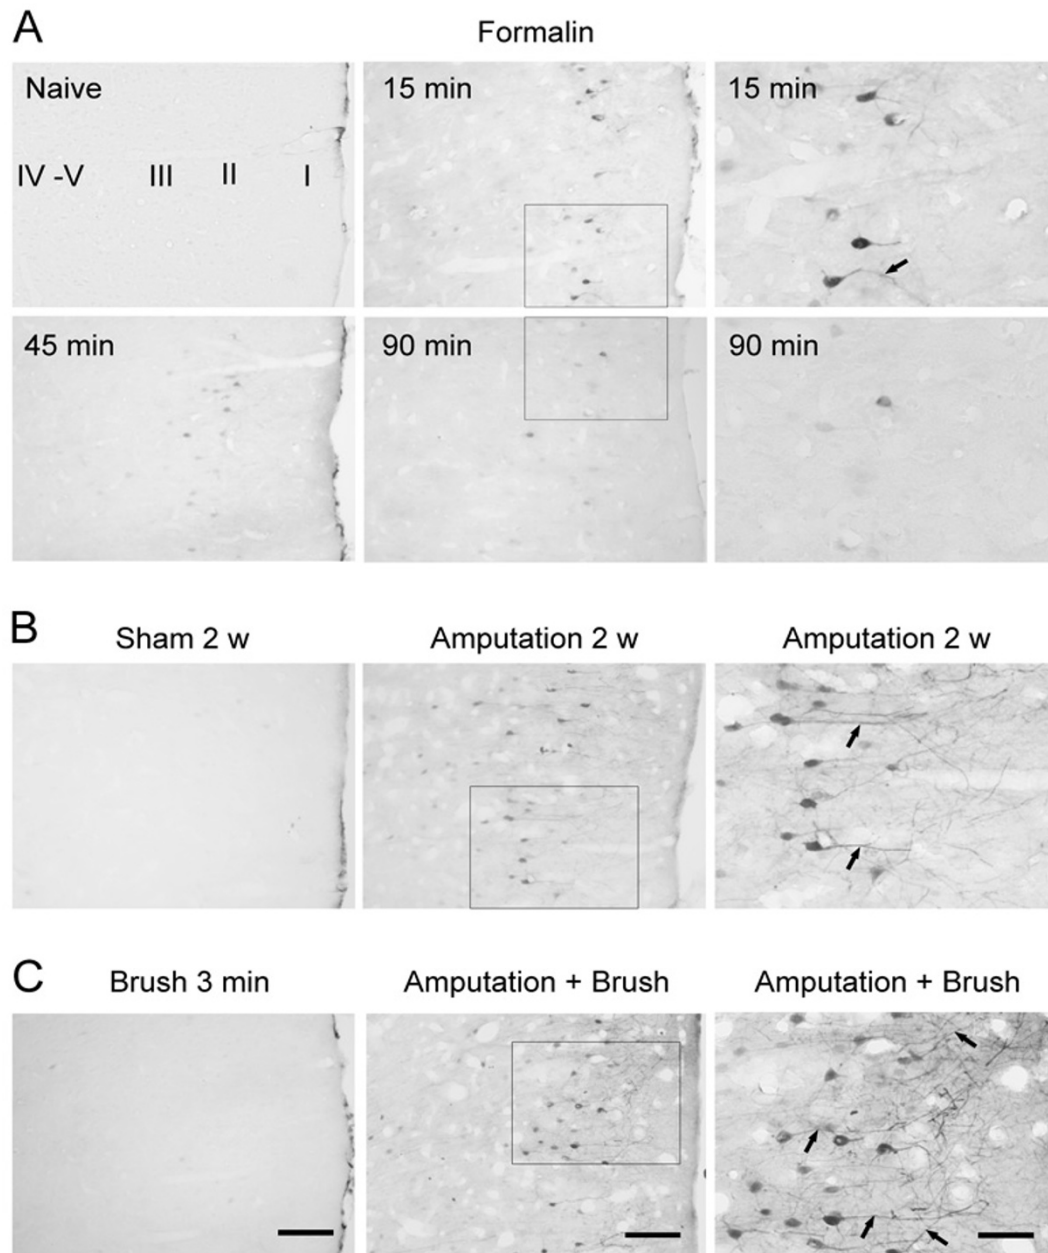 A
Formalin
Naive
15 min
15 min
IV -V III II I
45 min
90 min
90 min
B
Sham 2 w
Amputation 2 w
Amputation 2 w
C
Brush 3 min
Amputation + Brush
Amputation + Brush